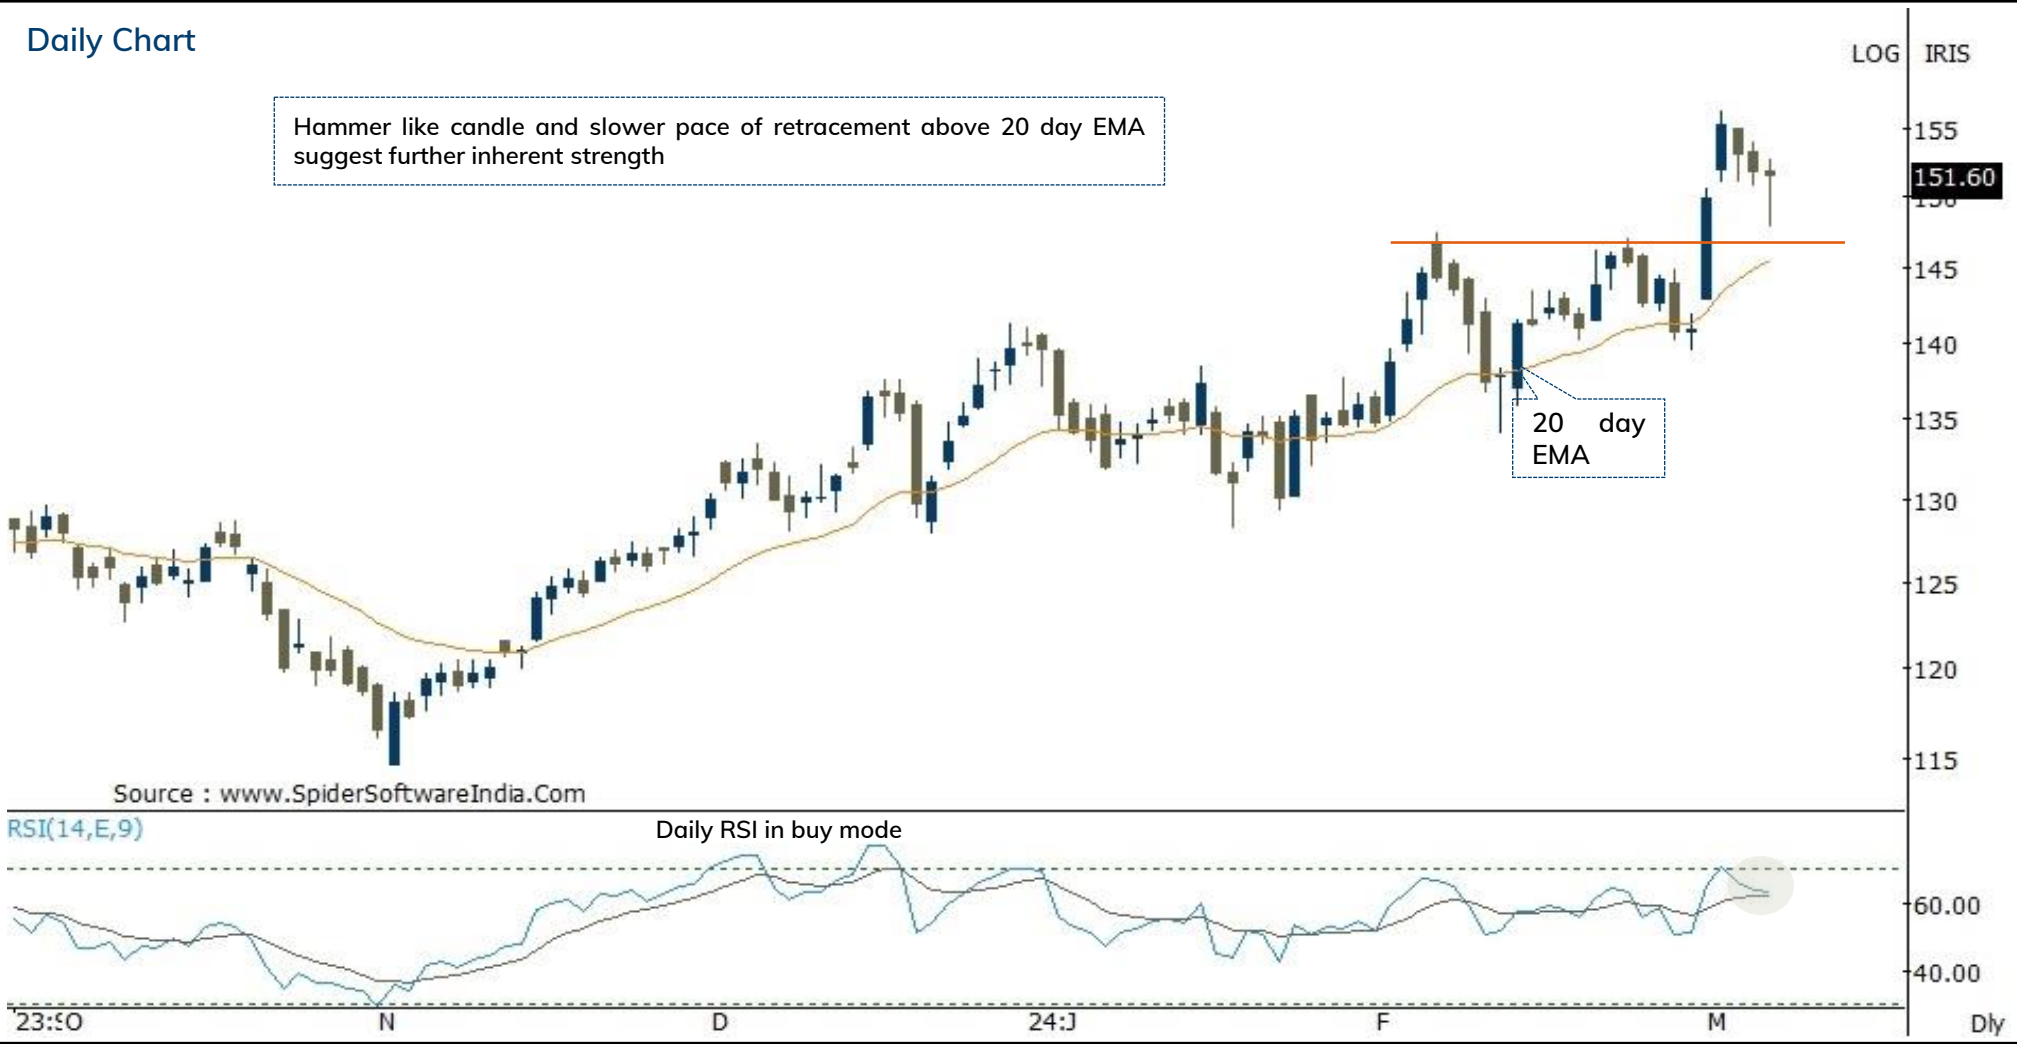 Daily Chart
LOG IRIS
Hammer like candle and slower pace of retracement above 20 day EMA
suggest further inherent strength
155
151.60
150
145
140
135
20 day
EMA
130
125
120
115
Source : www.SpiderSoftwareIndia.Com
RSI(14,E,9)
Daily RSI in buy mode
60.00
40.00
N D 24:J F M Dly